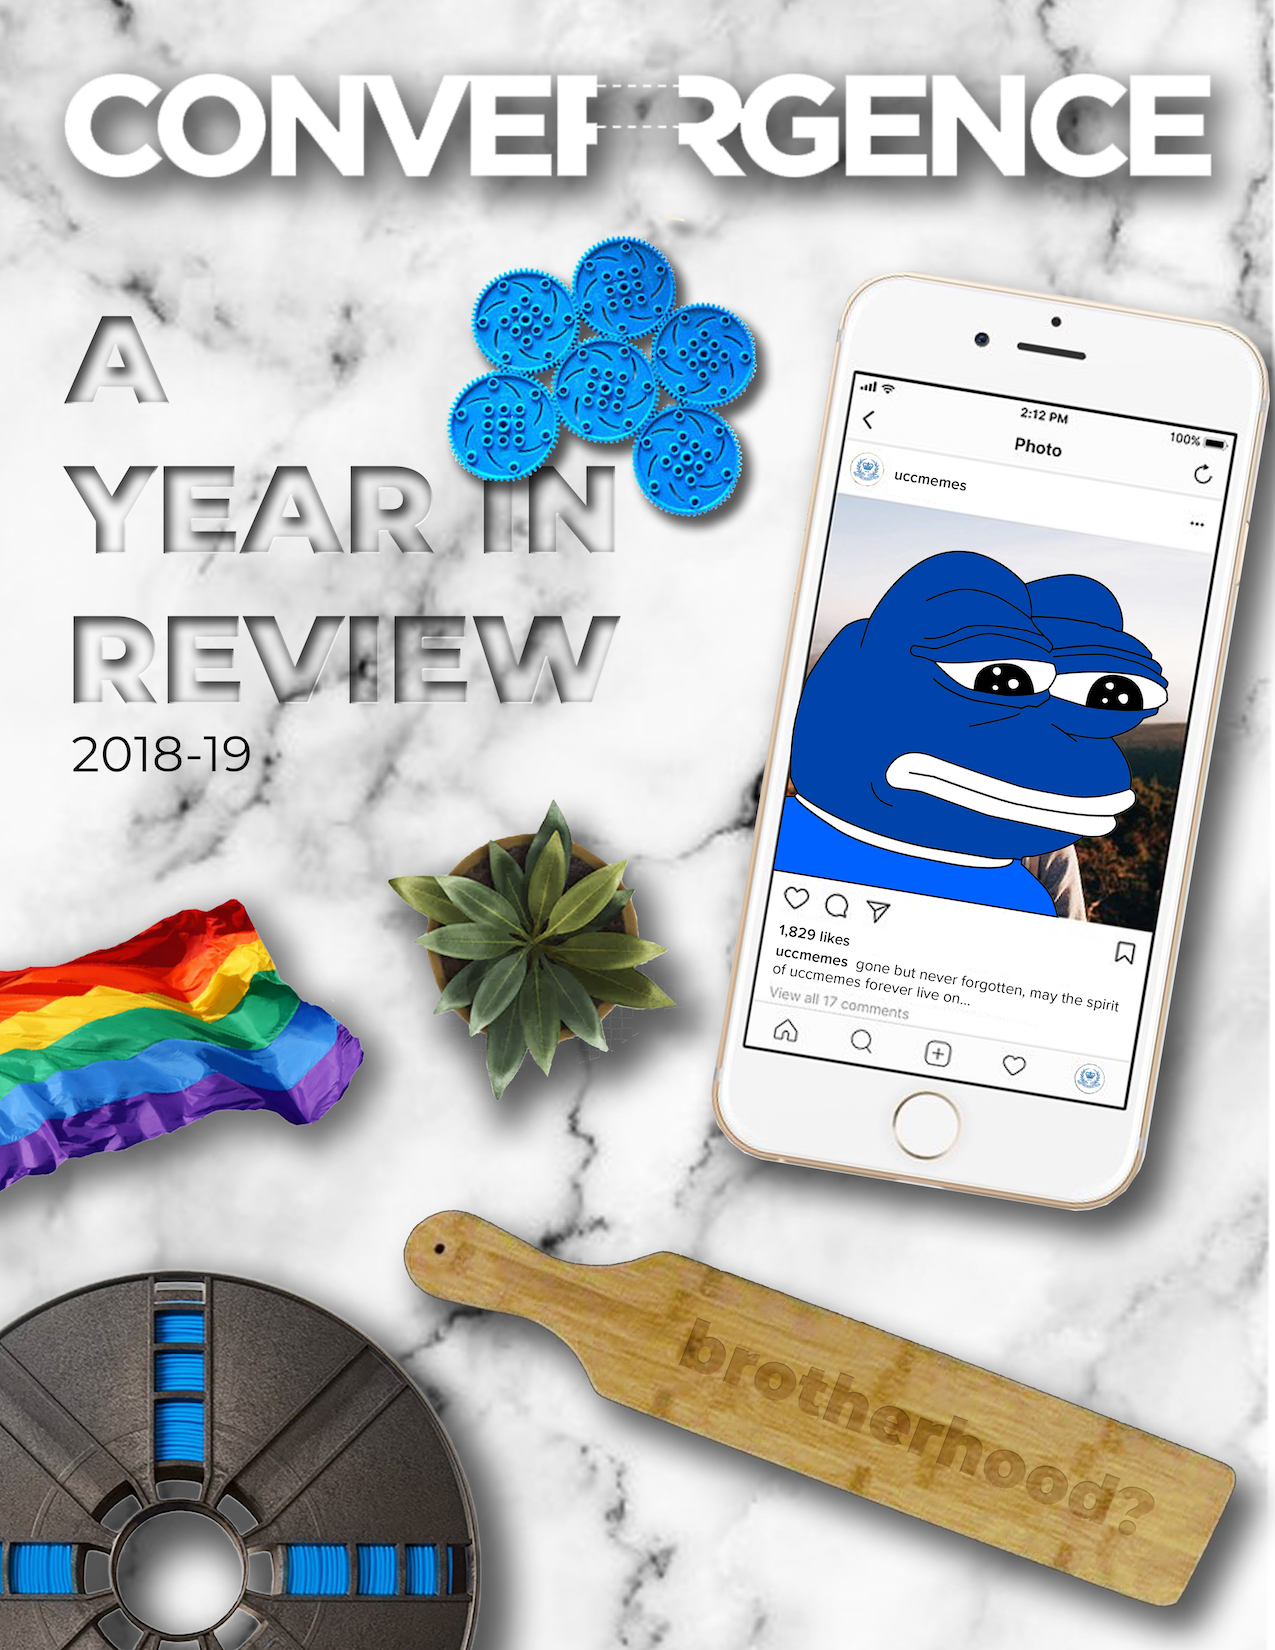 CONVERGENCE
A
YEAR IN
REVIEW
2018-19
2:12 PM
100%
Photo
uccmemes
1,829 likes
uccmemes gone but never forgotten, may the spirit
of uccmemes forever live on...
View all 17 comments
brotherhood?